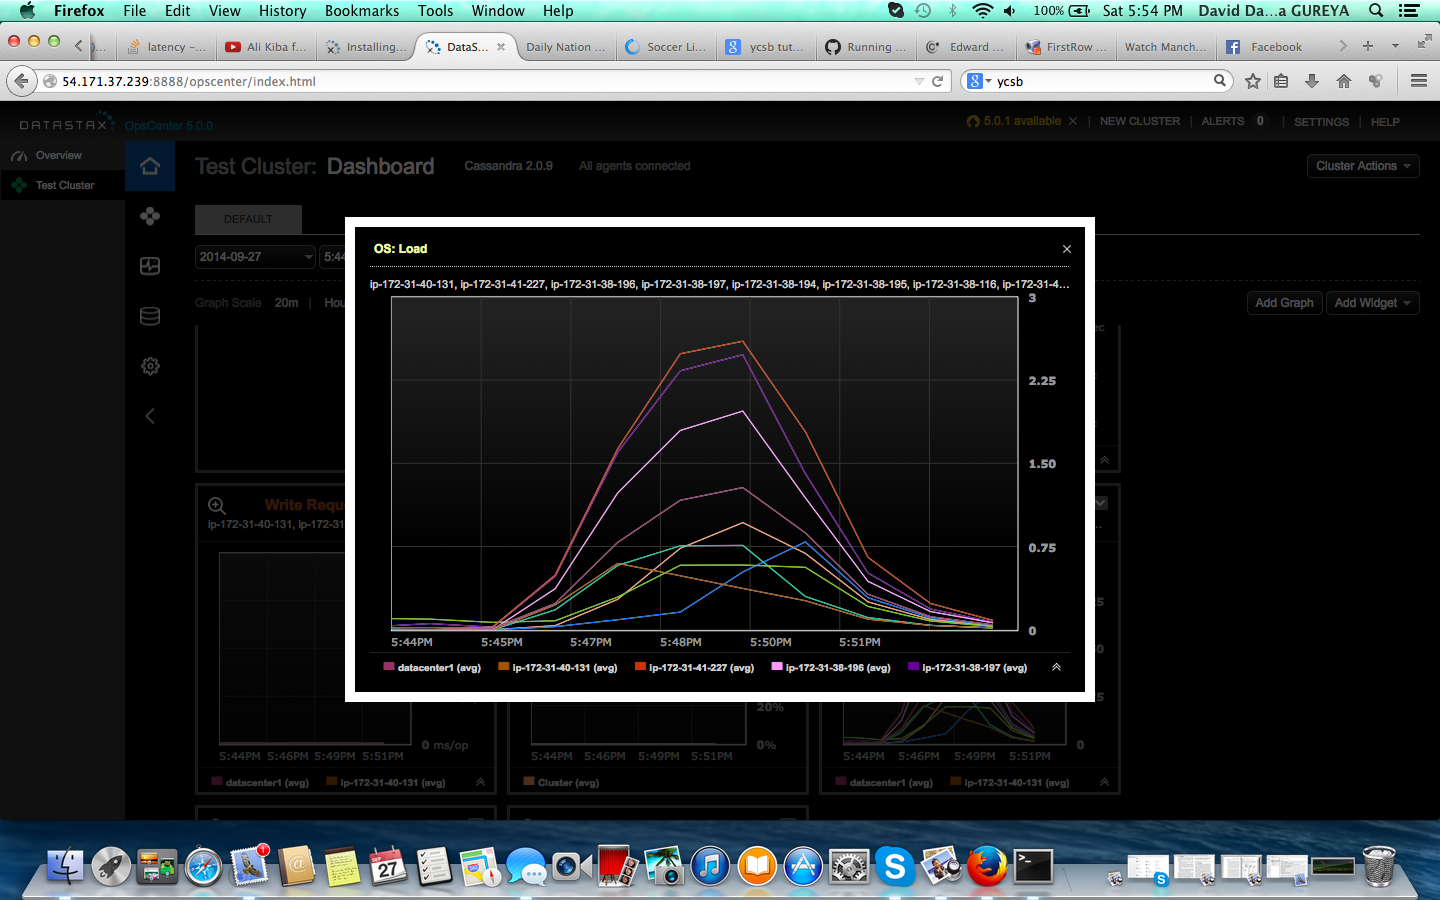 Firefox File Edit View History Bookmarks Tools Window Help 100% Sat 5:54 PM David Da...a GUREYA
)... latency –... Ali Kiba f... Installing... DataS... Daily Nation ... Soccer Li... ycsb tut... Running ... Edward ... FirstRow ... Watch Manch... Facebook
54.171.37.239:8888/opscenter/index.html ycsb
DATASTAX OpsCenter 5.0.0 5.0.1 available × | NEW CLUSTER | ALERTS 0 | SETTINGS | HELP
Overview
Test Cluster
Test Cluster: Dashboard Cassandra 2.0.9 All agents connected Cluster Actions
DEFAULT
2014-09-27 5:44
Graph Scale 20m | Hou
Add Graph Add Widget
OS: Load
ip-172-31-40-131, ip-172-31-41-227, ip-172-31-38-196, ip-172-31-38-197, ip-172-31-38-194, ip-172-31-38-195, ip-172-31-38-116, ip-172-31-4...
3
2.25
1.50
0.75
0
5:44PM 5:45PM 5:47PM 5:48PM 5:50PM 5:51PM
datacenter1 (avg) ip-172-31-40-131 (avg) ip-172-31-41-227 (avg) ip-172-31-38-196 (avg) ip-172-31-38-197 (avg)
Write Requ
ip-172-31-40-131, ip-172-31
0 ms/op
5:44PM 5:46PM 5:49PM 5:51PM
datacenter1 (avg) ip-172-31-40-131 (avg)
20%
0%
5:44PM 5:46PM 5:49PM 5:51PM
Cluster (avg)
0
5:44PM 5:46PM 5:49PM 5:51PM
datacenter1 (avg) ip-172-31-40-131 (avg)
SEP
27
1